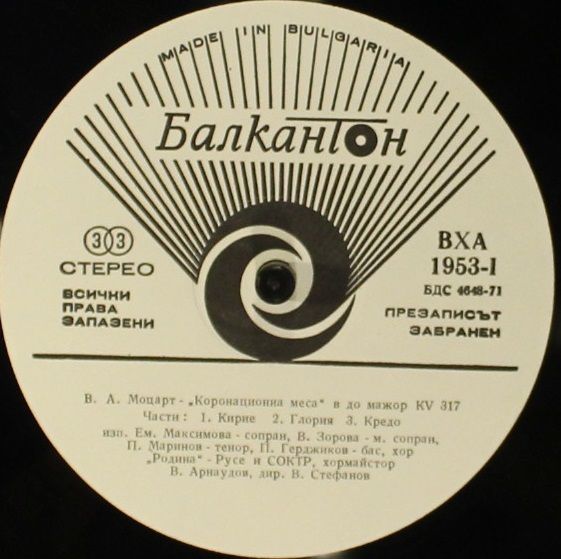 MADE IN BULGARIA
Балкантон
33
СТЕРЕО
ВСИЧКИ
ПРАВА
ЗАПАЗЕНИ
ВХА
1953-I
БДС 4648-71
ПРЕЗАПИСЪТ
ЗАБРАНЕН
В. А. Моцарт - „Коронационна меса" в до мажор KV 317
Части: 1. Кирие 2. Глория 3. Кредо
изп. Ем. Максимова - сопран, В. Зорова - м. сопран,
П. Маринов - тенор, П. Герджиков - бас, хор
„Родина" - Русе и СОКТР, хормайстор
В. Арнаудов, дир. В. Стефанов